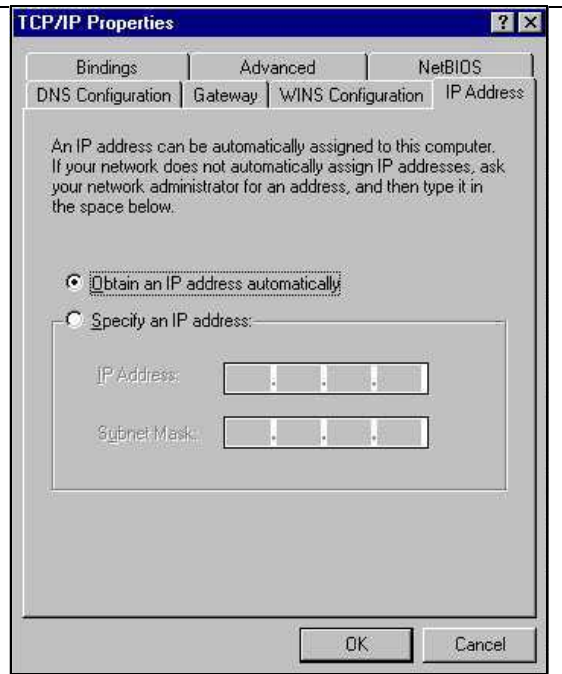 TCP/IP Properties
? X
Bindings Advanced NetBIOS
DNS Configuration Gateway WINS Configuration IP Address
An IP address can be automatically assigned to this computer.
If your network does not automatically assign IP addresses, ask
your network administrator for an address, and then type it in
the space below.
Obtain an IP address automatically
Specify an IP address:
IP Address:
. . .
Subnet Mask:
. . .
OK Cancel